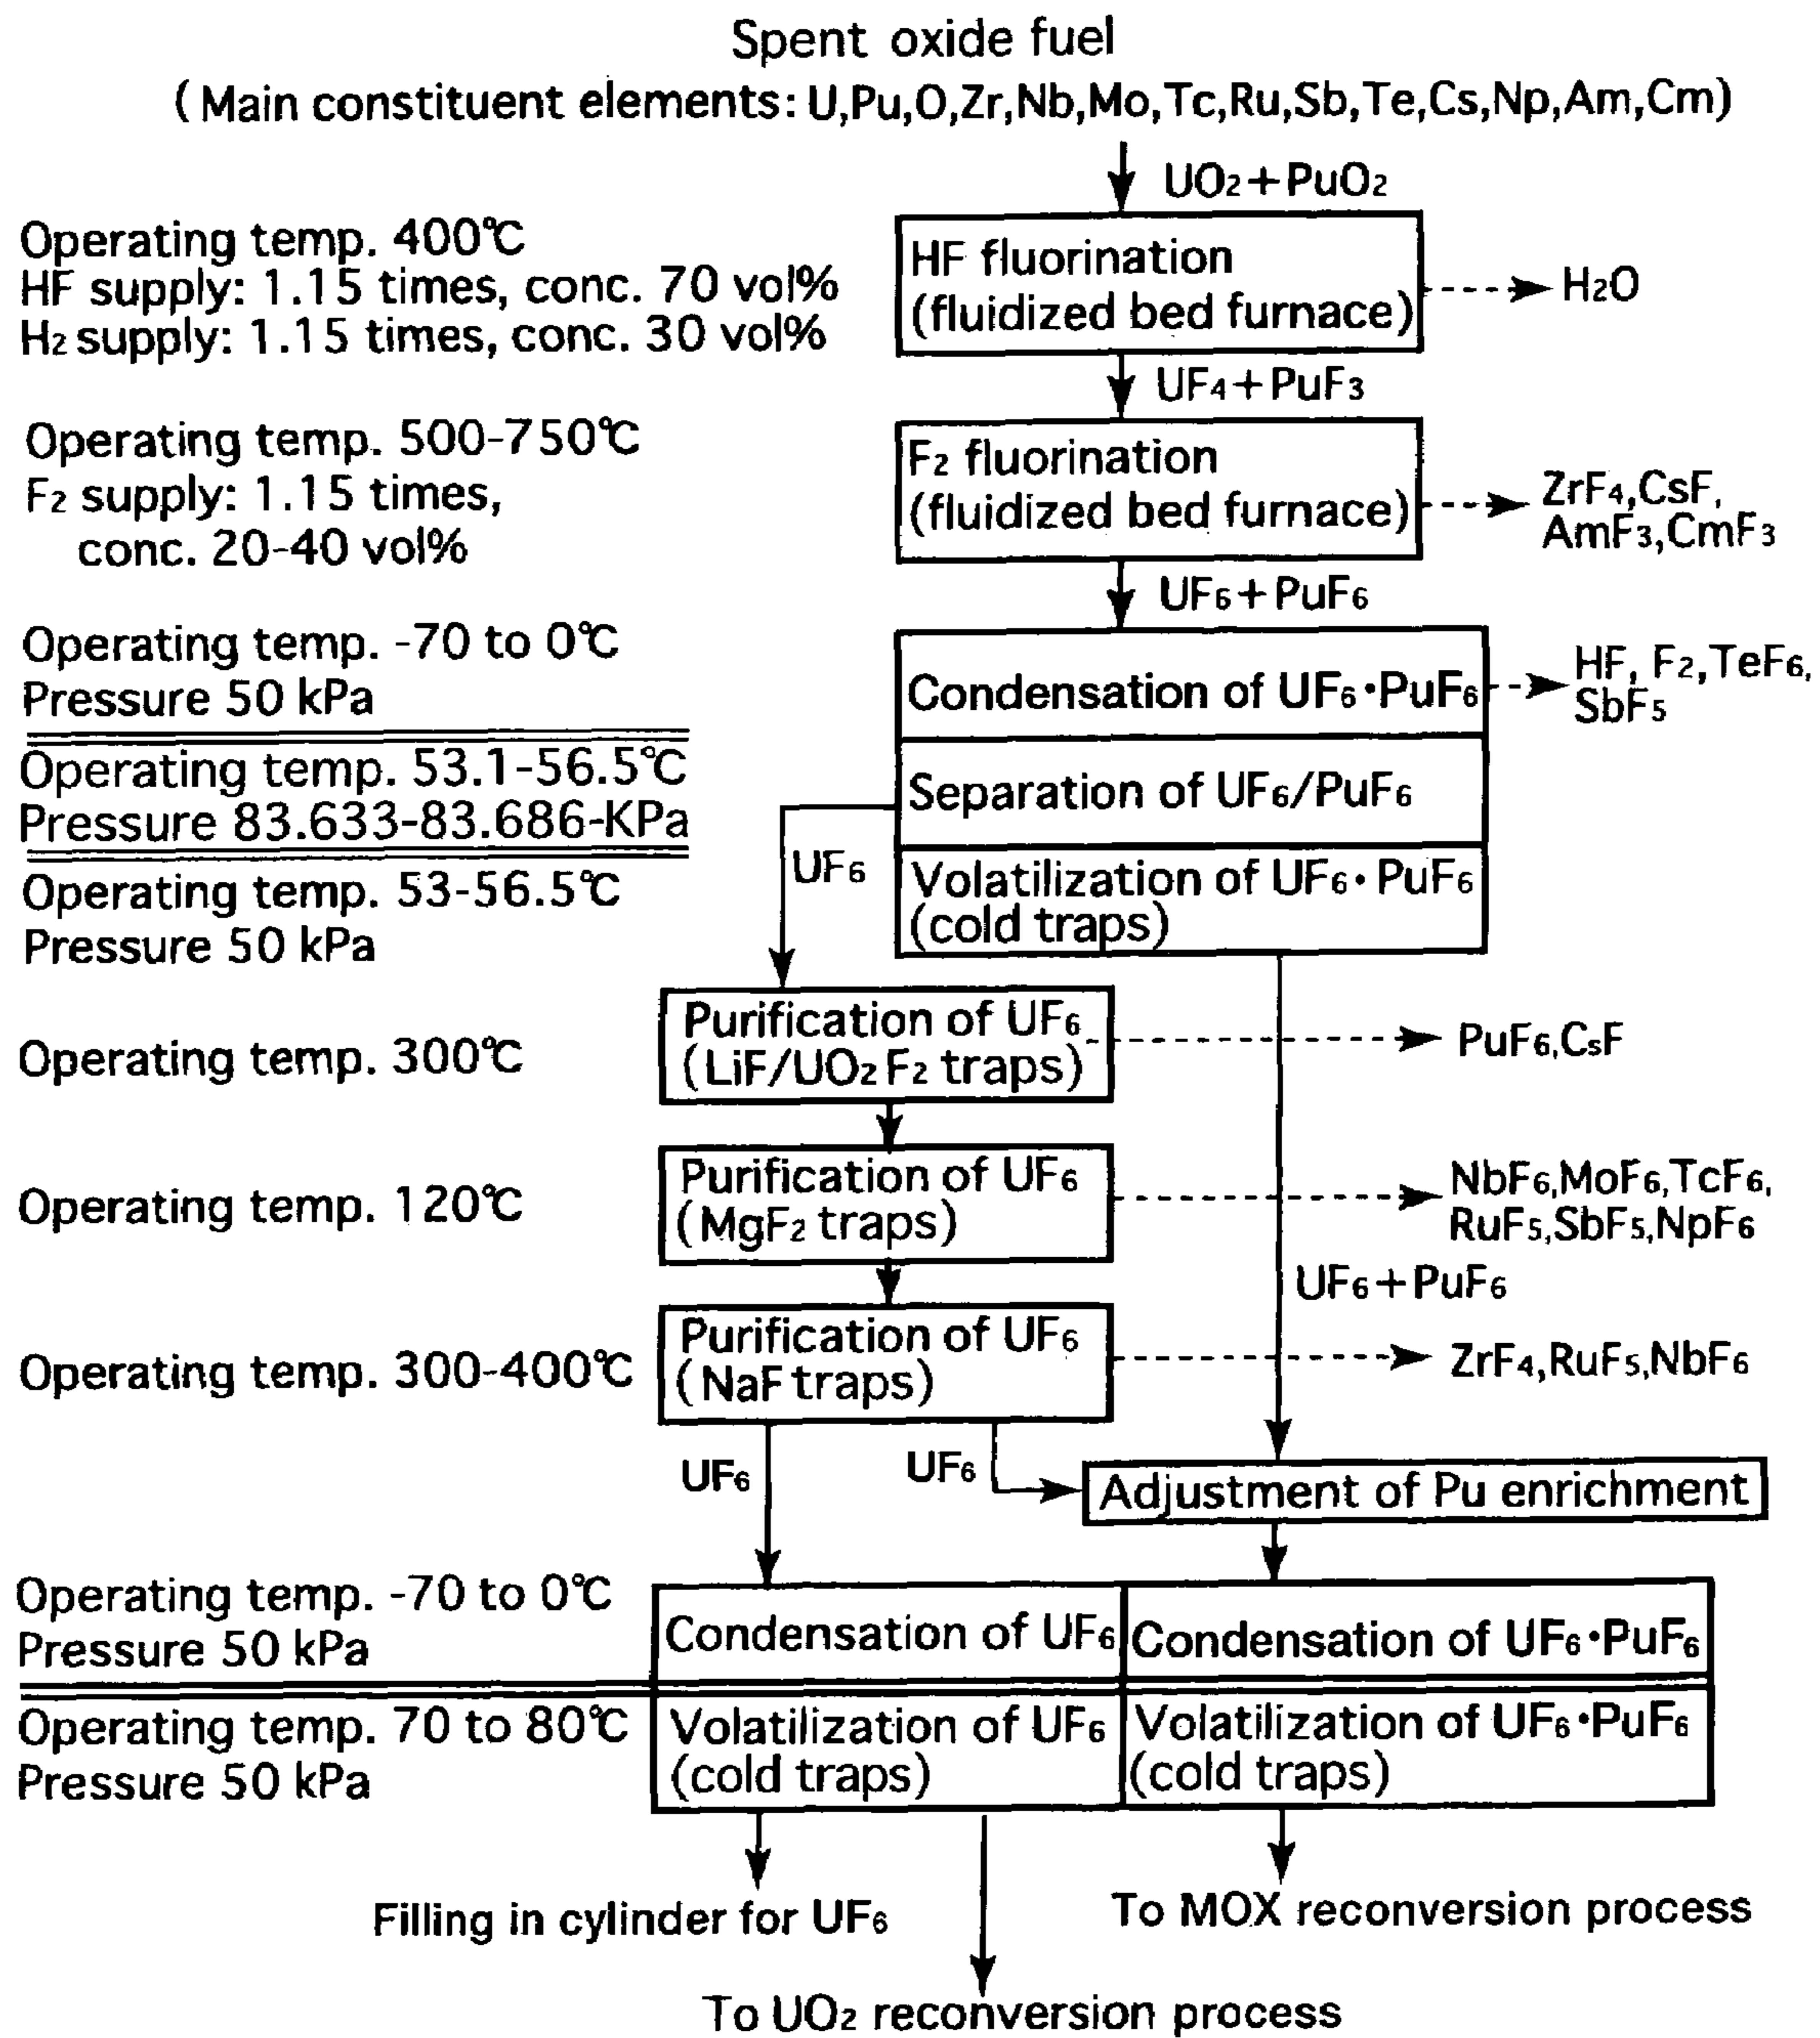 Spent oxide fuel
(Main constituent elements: U,Pu,O,Zr,Nb,Mo,Tc,Ru,Sb,Te,Cs,Np,Am,Cm)
UO2+PuO2
Operating temp. 400℃
HF supply: 1.15 times, conc. 70 vol%
H2 supply: 1.15 times, conc. 30 vol%
HF fluorination
(fluidized bed furnace)
H2O
UF4+PuF3
Operating temp. 500-750℃
F2 supply: 1.15 times,
conc. 20-40 vol%
F2 fluorination
(fluidized bed furnace)
ZrF4,CsF,
AmF3,CmF3
UF6+PuF6
Operating temp. -70 to 0℃
Pressure 50 kPa
Condensation of UF6·PuF6
HF, F2,TeF6,
SbF5
Operating temp. 53.1-56.5℃
Pressure 83.633-83.686-KPa
Separation of UF6/PuF6
UF6
Operating temp. 53-56.5℃
Pressure 50 kPa
Volatilization of UF6·PuF6
(cold traps)
Operating temp. 300℃
Purification of UF6
(LiF/UO2F2 traps)
PuF6,CsF
Operating temp. 120℃
Purification of UF6
(MgF2 traps)
NbF6,MoF6,TcF6,
RuF5,SbF5,NpF6
UF6+PuF6
Operating temp. 300-400℃
Purification of UF6
(NaF traps)
ZrF4,RuF5,NbF6
UF6
UF6
Adjustment of Pu enrichment
Operating temp. -70 to 0℃
Pressure 50 kPa
Condensation of UF6
Condensation of UF6·PuF6
Operating temp. 70 to 80℃
Pressure 50 kPa
Volatilization of UF6
(cold traps)
Volatilization of UF6·PuF6
(cold traps)
Filling in cylinder for UF6
To MOX reconversion process
To UO2 reconversion process